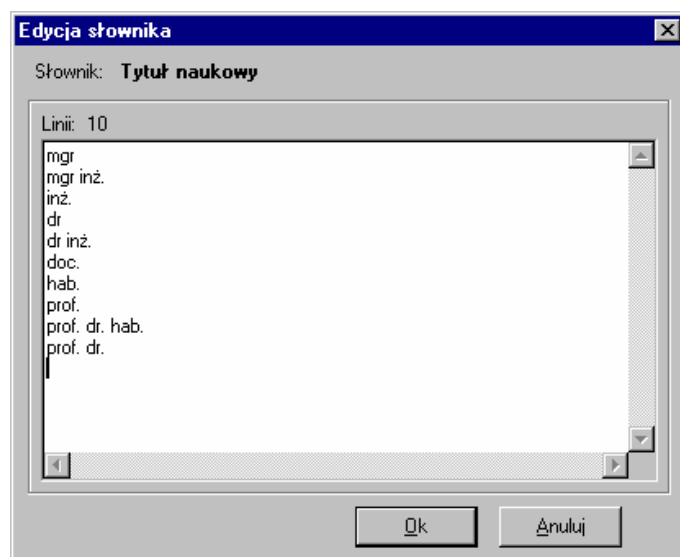 Edycja słownika
Słownik: Tytuł naukowy
Linii: 10
mgr
mgr inż.
inż.
dr
dr inż.
doc.
hab.
prof.
prof. dr. hab.
prof. dr.
Ok Anuluj